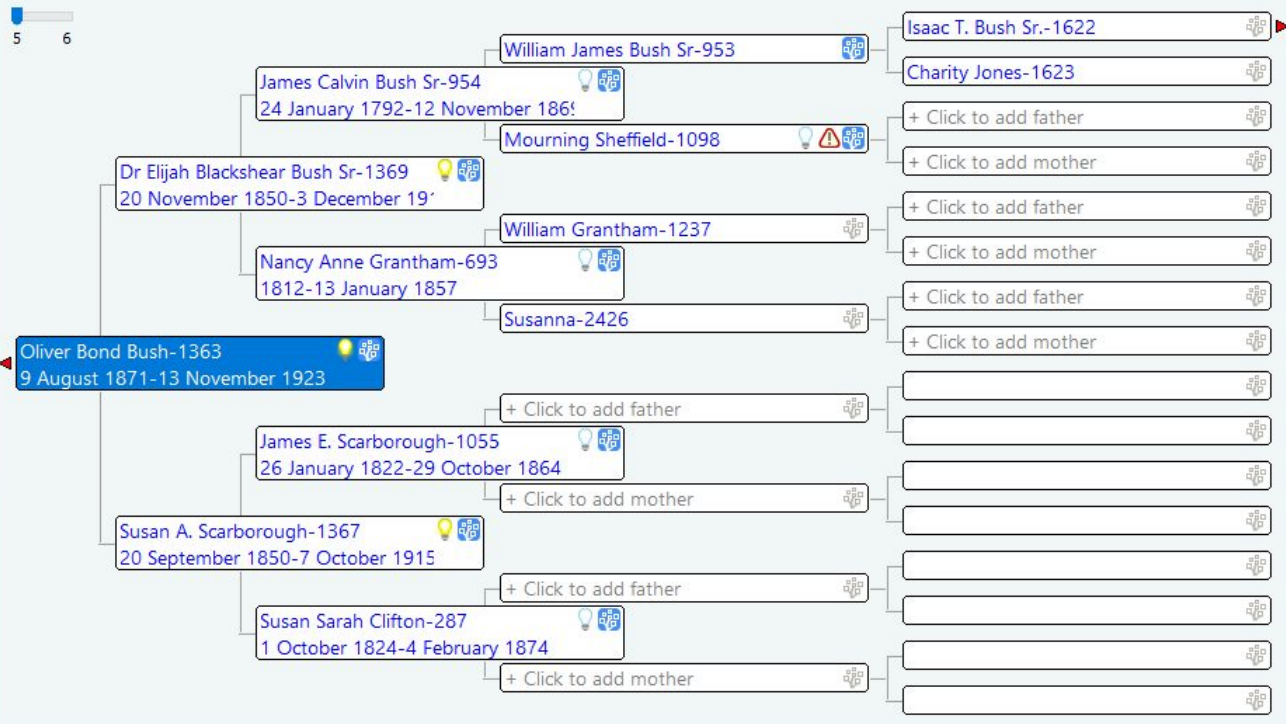 5 6
Isaac T. Bush Sr.-1622
William James Bush Sr-953
Charity Jones-1623
James Calvin Bush Sr-954
24 January 1792-12 November 186
+ Click to add father
Mourning Sheffield-1098
+ Click to add mother
Dr Elijah Blackshear Bush Sr-1369
20 November 1850-3 December 19
+ Click to add father
William Grantham-1237
+ Click to add mother
Nancy Anne Grantham-693
1812-13 January 1857
+ Click to add father
Susanna-2426
+ Click to add mother
Oliver Bond Bush-1363
9 August 1871-13 November 1923
+ Click to add father
James E. Scarborough-1055
26 January 1822-29 October 1864
+ Click to add mother
Susan A. Scarborough-1367
20 September 1850-7 October 1915
+ Click to add father
Susan Sarah Clifton-287
1 October 1824-4 February 1874
+ Click to add mother